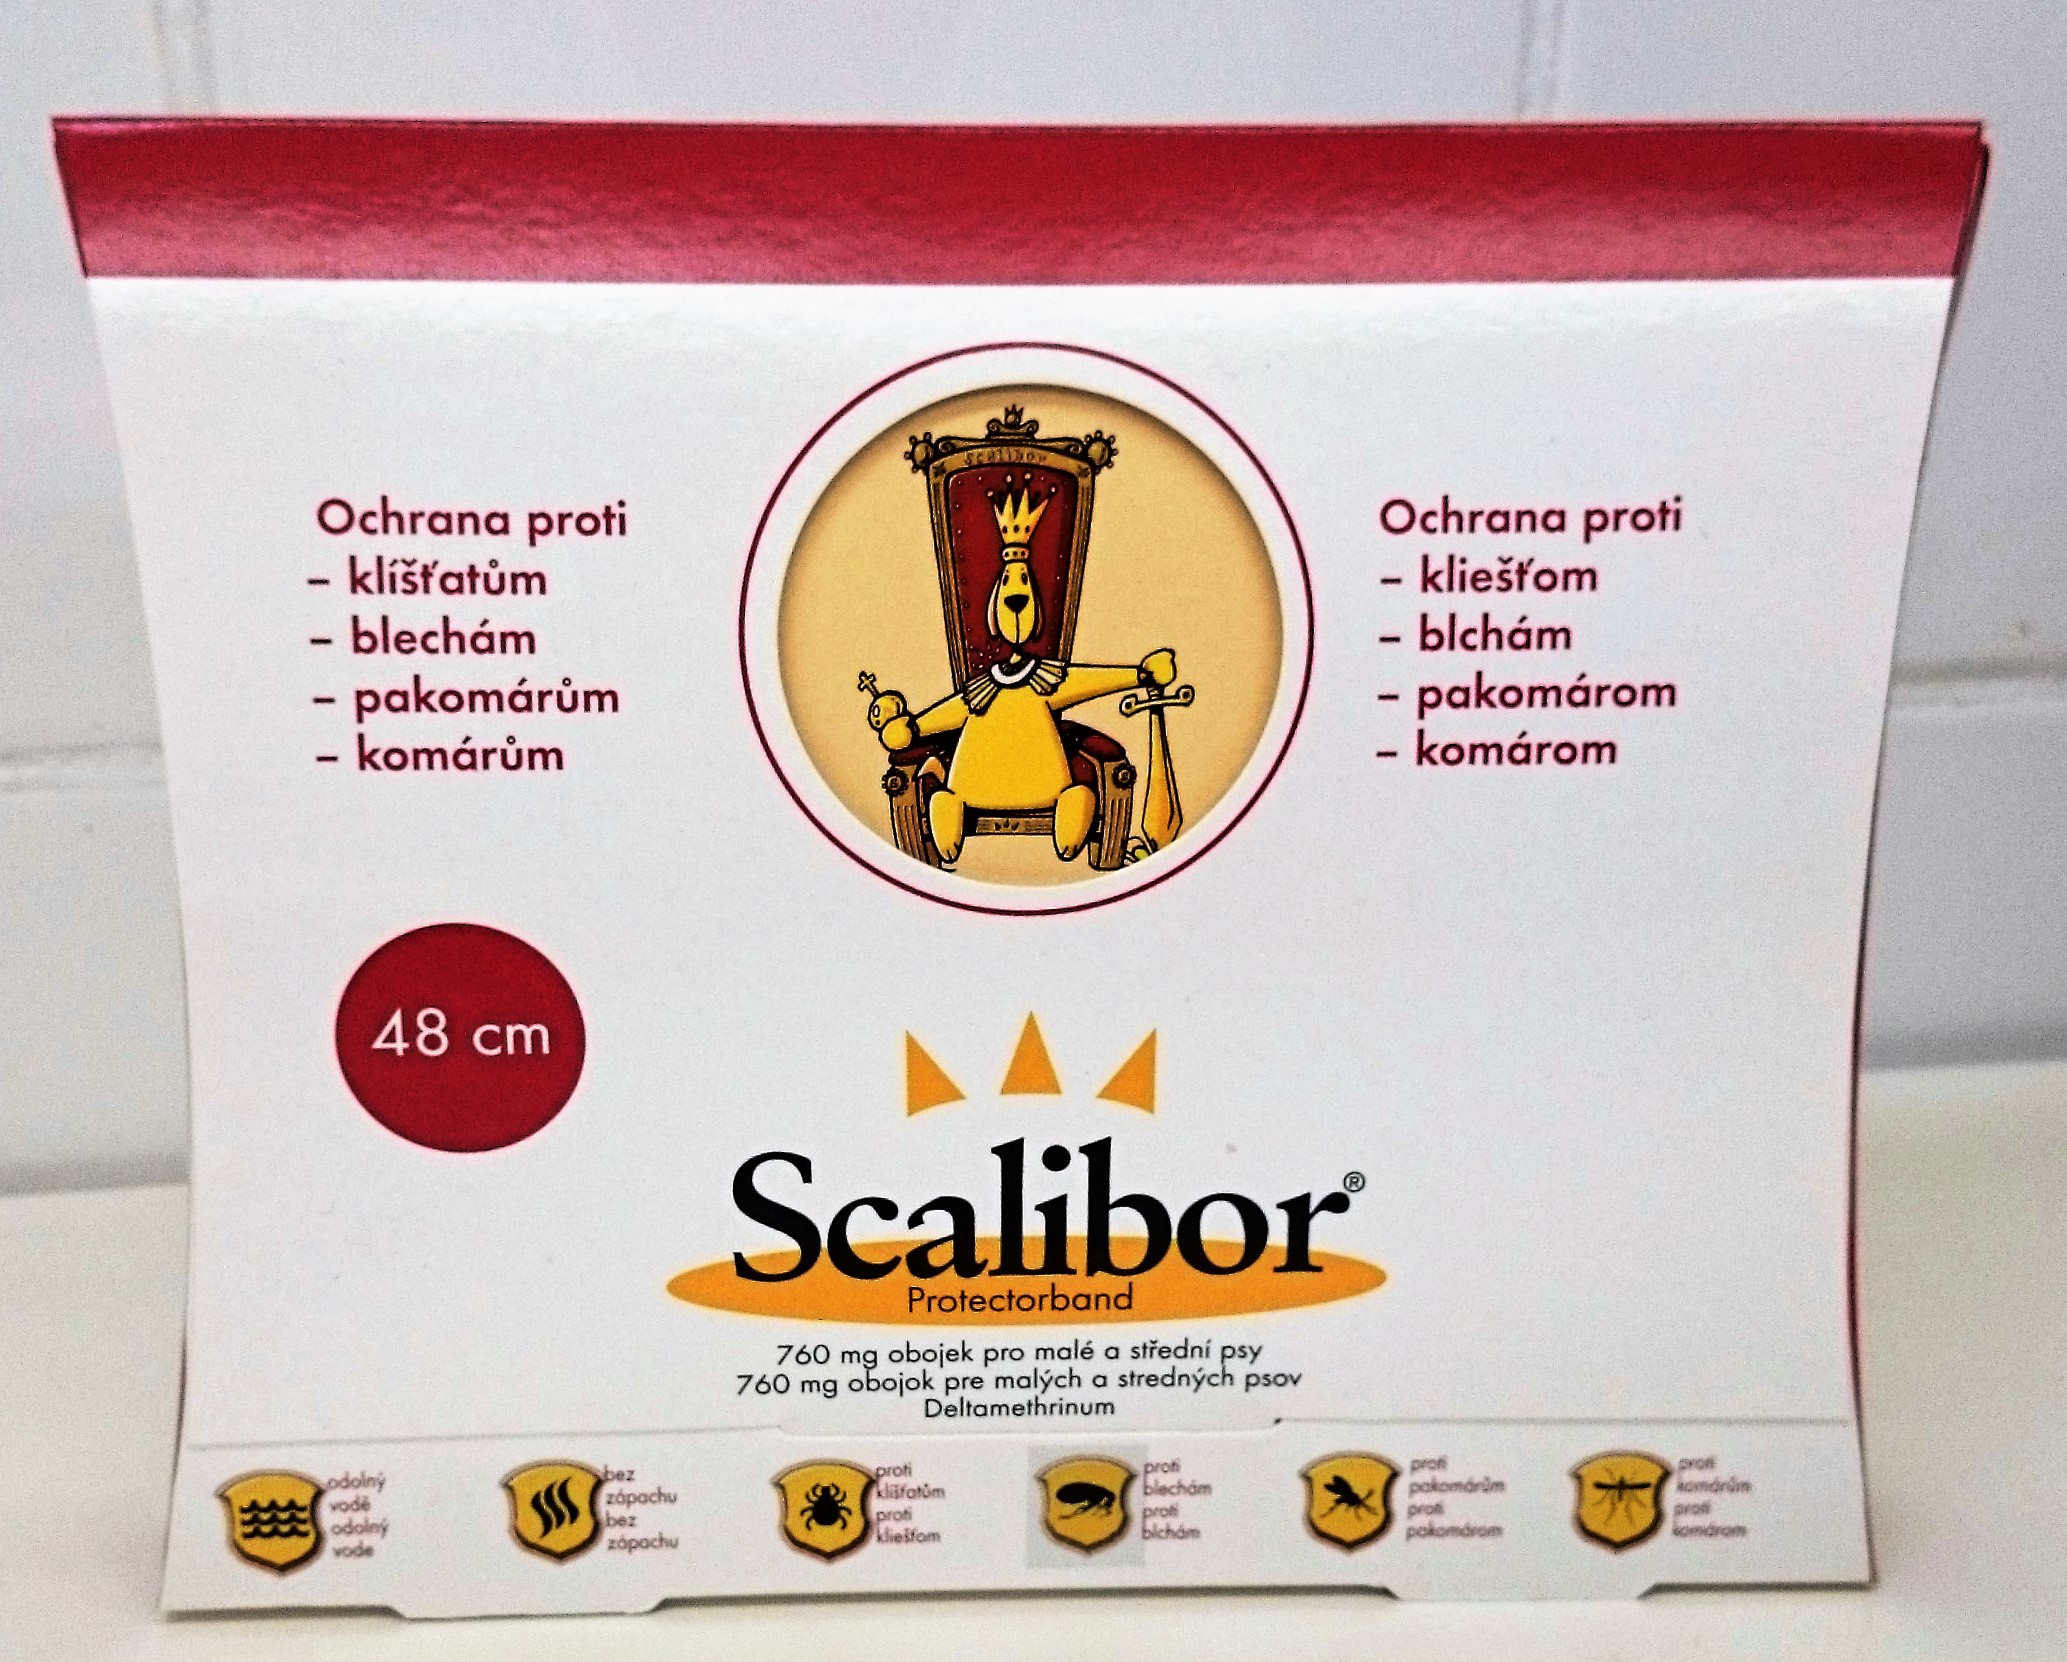 Scalibor
Ochrana proti
– klíšťatům
– blechám
– pakomárům
– komárům
Ochrana proti
– kliešťom
– blchám
– pakomárom
– komárom
48 cm
Scalibor®
Protectorband
760 mg obojek pro malé a střední psy
760 mg obojok pre malých a stredných psov
Deltamethrinum
odolný
vodě
odolný
vode
bez
zápachu
bez
zápachu
proti
klíšťatům
proti
kliešťom
proti
blechám
proti
blchám
proti
pakomárům
proti
pakomárom
proti
komárům
proti
komárom